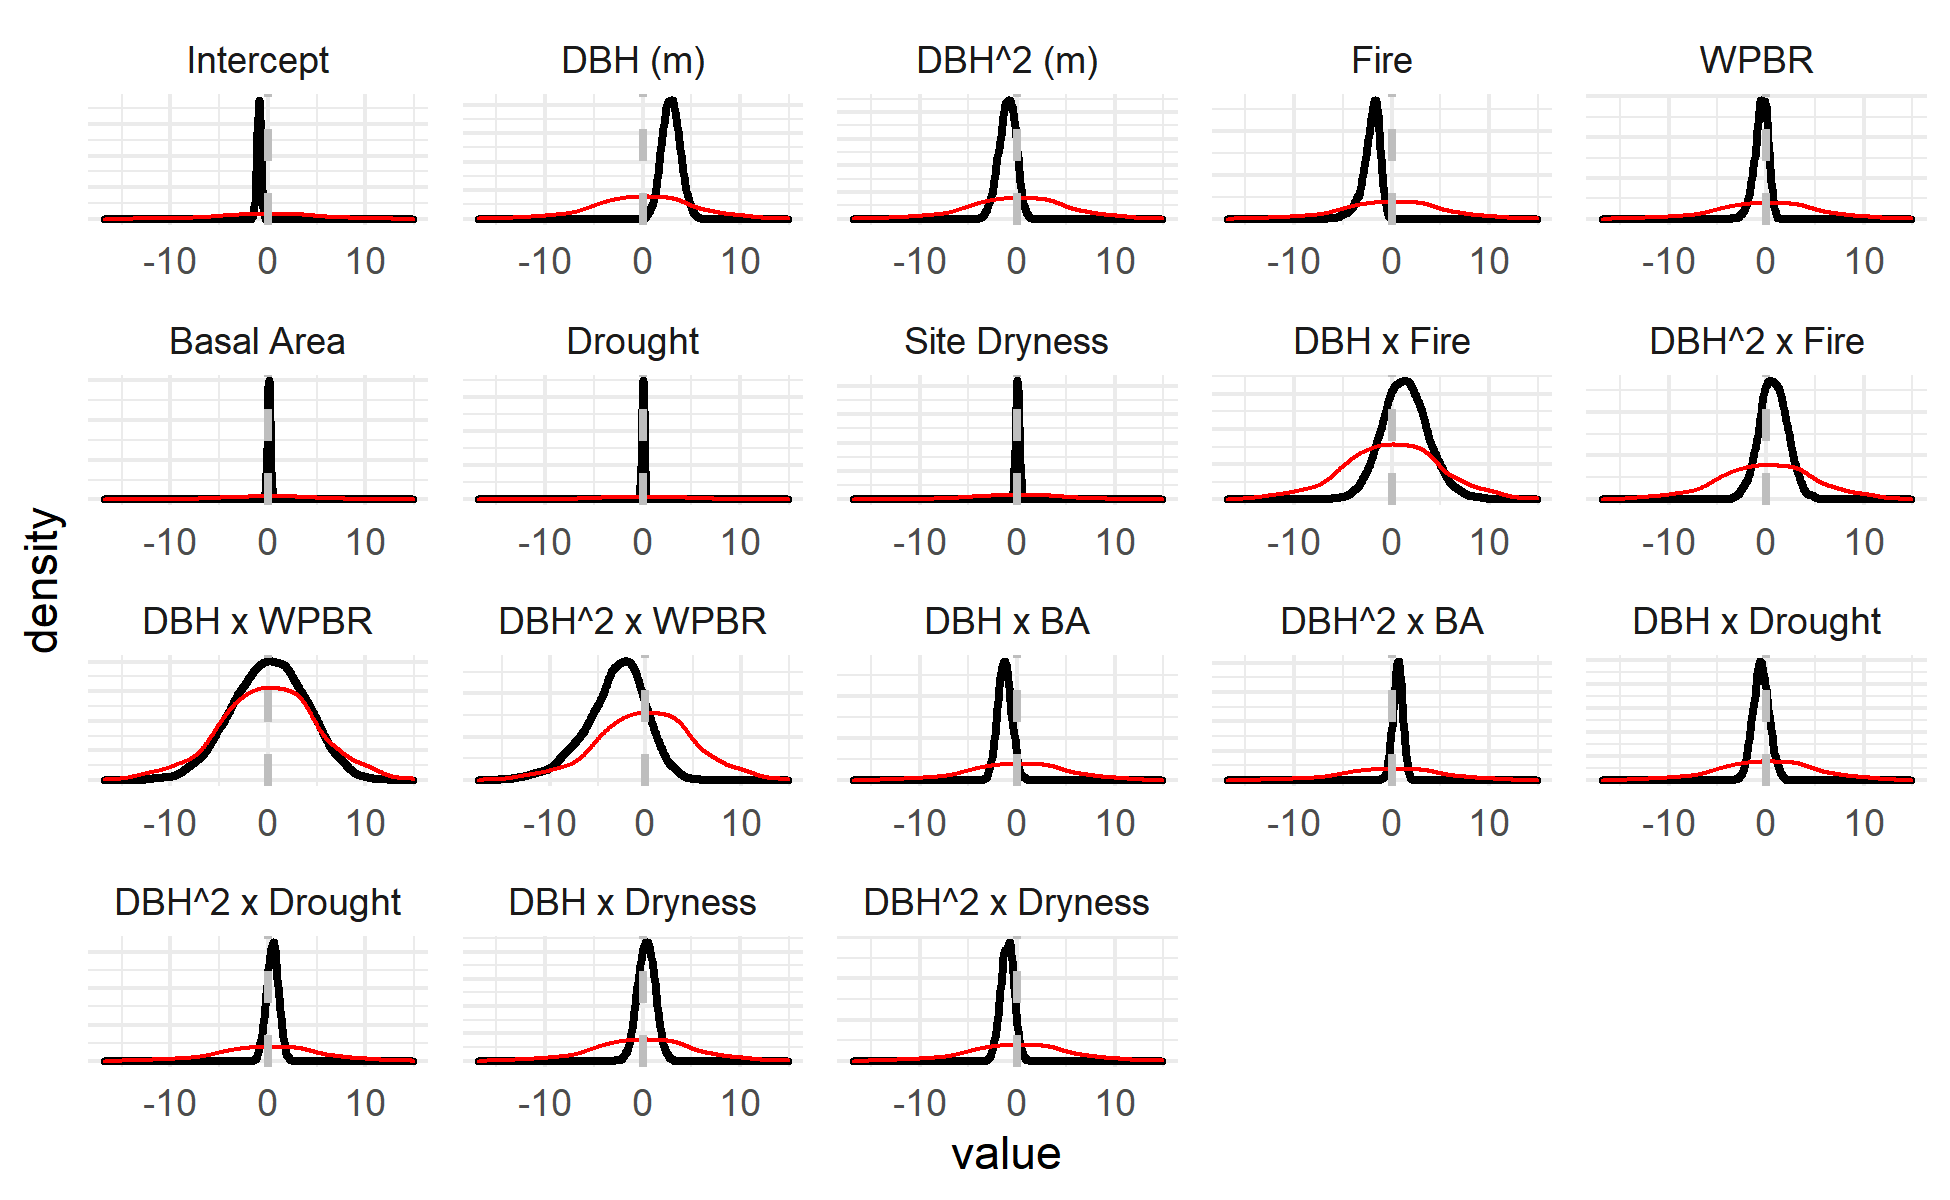 Intercept
DBH (m)
DBH^2 (m)
Fire
WPBR
-10 0 10
-10 0 10
-10 0 10
-10 0 10
-10 0 10
Basal Area
Drought
Site Dryness
DBH x Fire
DBH^2 x Fire
-10 0 10
-10 0 10
-10 0 10
-10 0 10
-10 0 10
density
DBH x WPBR
DBH^2 x WPBR
DBH x BA
DBH^2 x BA
DBH x Drought
-10 0 10
-10 0 10
-10 0 10
-10 0 10
-10 0 10
DBH^2 x Drought
DBH x Dryness
DBH^2 x Dryness
-10 0 10
-10 0 10
-10 0 10
value